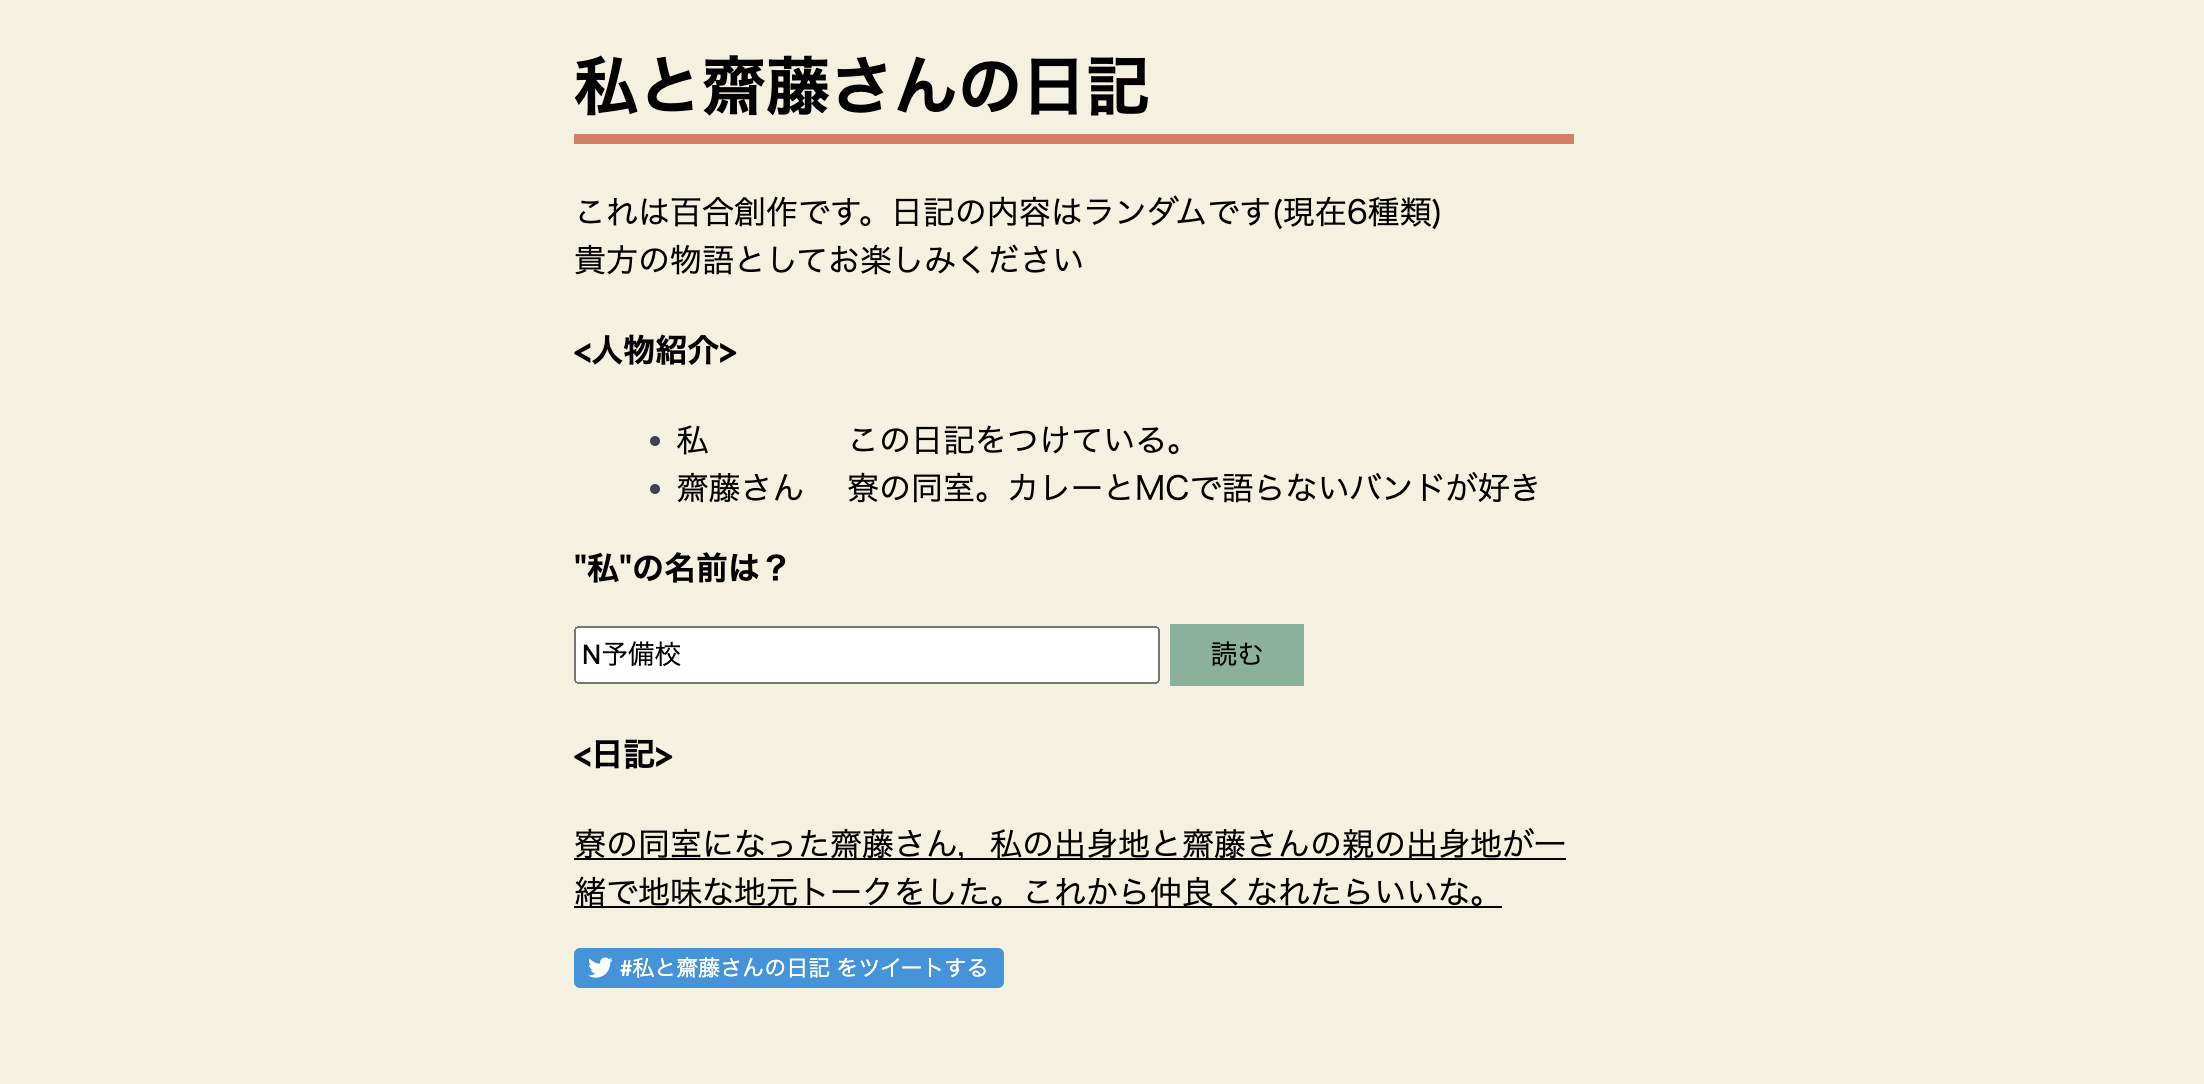 私と齋藤さんの日記
これは百合創作です。日記の内容はランダムです(現在6種類)
貴方の物語としてお楽しみください
<人物紹介>
• 私 この日記をつけている。
• 齋藤さん 寮の同室。カレーとMCで語らないバンドが好き
"私"の名前は？
N予備校 読む
<日記>
寮の同室になった齋藤さん，私の出身地と齋藤さんの親の出身地が一
緒で地味な地元トークをした。これから仲良くなれたらいいな。
#私と齋藤さんの日記 をツイートする